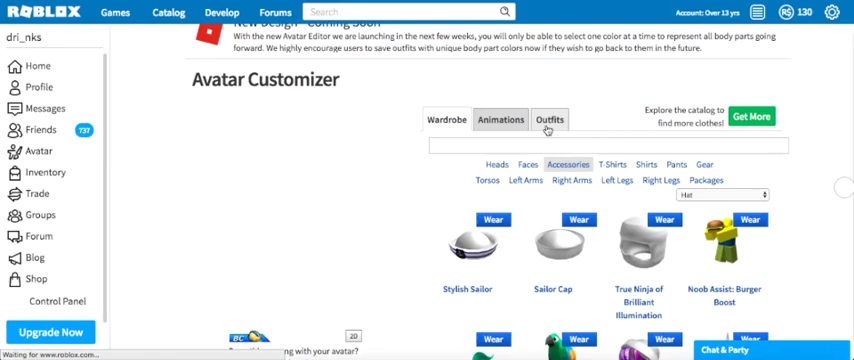 ROBLOX Games Catalog Develop Forums Search Account: Over 13 yrs 130
New Design - Coming Soon
With the new Avatar Editor we are launching in the next few weeks, you will only be able to select one color at a time to represent all body parts going
forward. We highly encourage users to save outfits with unique body part colors now if they wish to go back to them in the future.
dri_nks
Home
Profile
Messages
Friends 737
Avatar
Inventory
Trade
Groups
Forum
Blog
Shop
Control Panel
Upgrade Now
Waiting for www.roblox.com...
Avatar Customizer
Wardrobe Animations Outfits
Explore the catalog to
find more clothes!
Get More
Heads Faces Accessories T-Shirts Shirts Pants Gear
Torsos Left Arms Right Arms Left Legs Right Legs Packages
Hat
Wear Wear Wear Wear
Stylish Sailor
Sailor Cap
True Ninja of
Brilliant
Illumination
Noob Assist: Burger
Boost
Wear Wear Wear
BC
2D
with your avatar?
Chat & Party